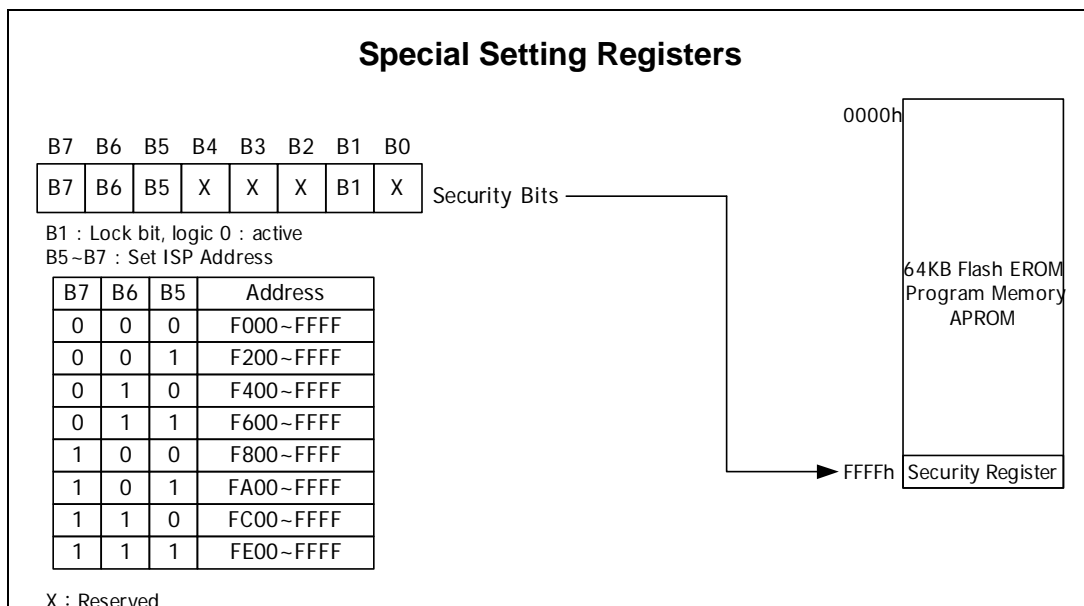 Special Setting Registers
B7 B6 B5 B4 B3 B2 B1 B0
B7 B6 B5 X X X B1 X
Security Bits
B1 : Lock bit, logic 0 : active
B5~B7 : Set ISP Address
B7 B6 B5 Address
0 0 0 F000~FFFF
0 0 1 F200~FFFF
0 1 0 F400~FFFF
0 1 1 F600~FFFF
1 0 0 F800~FFFF
1 0 1 FA00~FFFF
1 1 0 FC00~FFFF
1 1 1 FE00~FFFF
X : Reserved
0000h
64KB Flash EROM
Program Memory
APROM
FFFFh Security Register